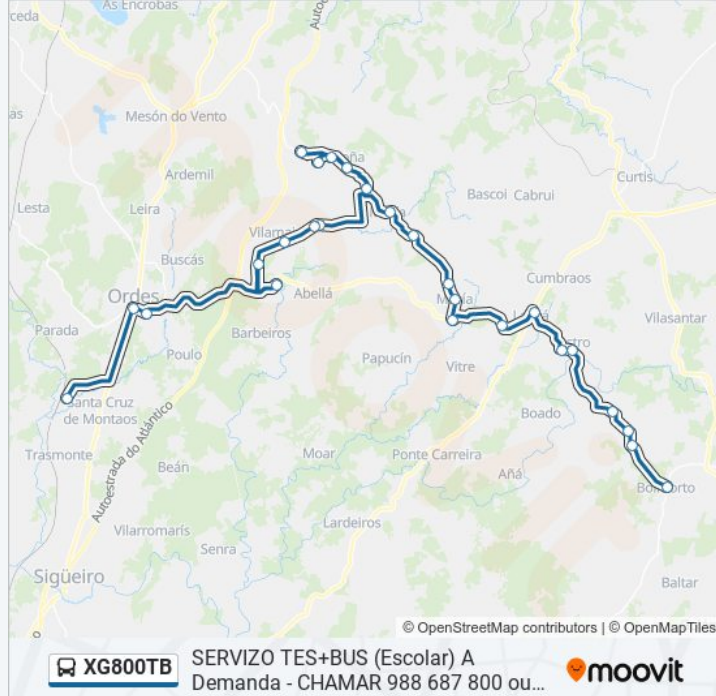 As Encrobas
Mesón do Vento
Ardemil
Curtis
Bascoi Cabrui
Lesta
Leira
Buscás
Ordes
Cumbraos
Abellá
Parada
Barbeiros
Vilasantar
Poulo
Papucín
Vitre
Santa Cruz
de Montaos
Boado
Trasmonte
Autoestrada do Atlántico
Moar
Ponte Carreira
Beán
Añá
Lardeiros
Vilarromarís
Senra
Sigüeiro
Baltar
© OpenStreetMap contributors | © OpenMapTiles
XG800TB
SERVIZO TES+BUS (Escolar) A
Demanda - CHAMAR 988 687 800 ou...
moovit